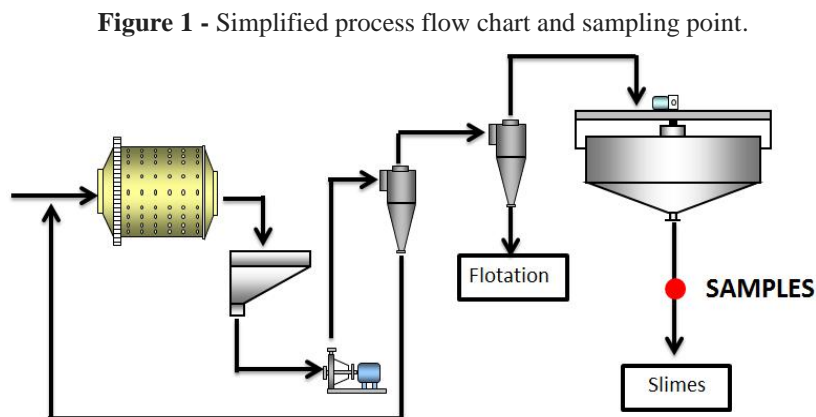 Figure 1 - Simplified process flow chart and sampling point.
Flotation
SAMPLES
Slimes